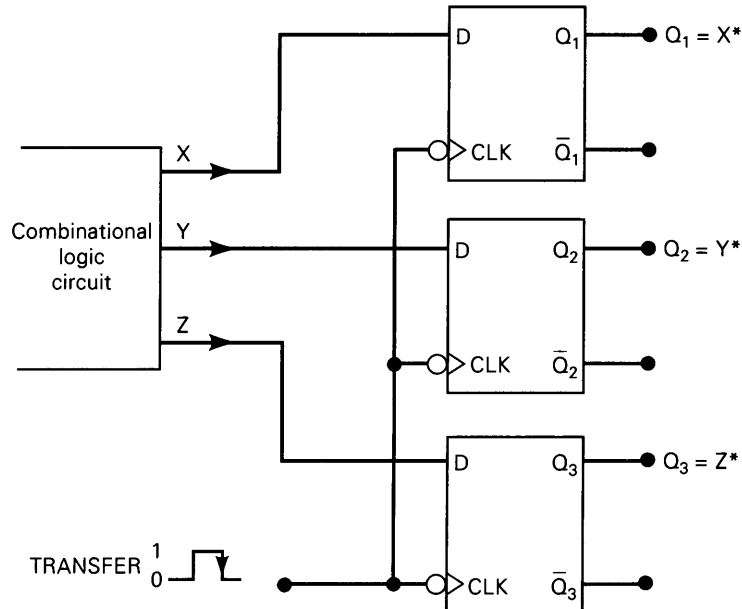 D
Q₁
Q₁ = X*
CLK
Q̅₁
X
Combinational
logic
circuit
Y
D
Q₂
Q₂ = Y*
Z
CLK
Q̅₂
D
Q₃
Q₃ = Z*
TRANSFER
1
0
CLK
Q̅₃